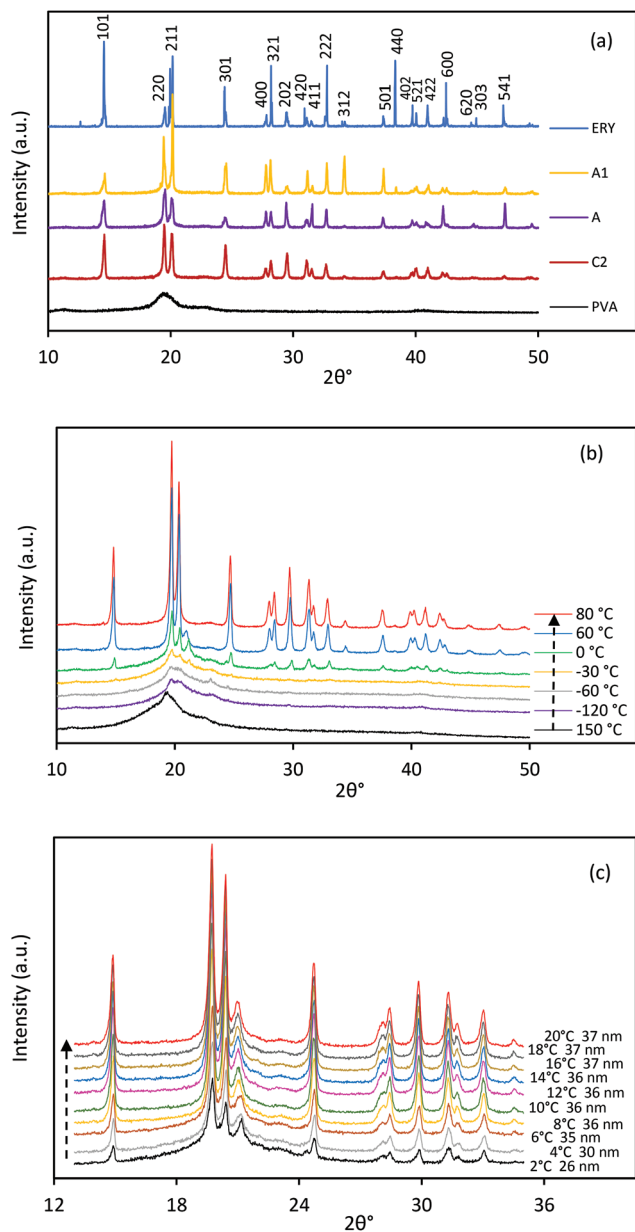 (a)
101
220
211
301
400
321
202
420
411
222
312
440
501
402
521
422
600
620
303
541
ERY
A1
A
C2
PVA
Intensity (a.u.)
10 20 30 40 50
2θ°
(b)
80 °C
60 °C
0 °C
-30 °C
-60 °C
-120 °C
150 °C
Intensity (a.u.)
10 20 30 40 50
2θ°
(c)
20°C 37 nm
18°C 37 nm
16°C 37 nm
14°C 36 nm
12°C 36 nm
10°C 36 nm
8°C 36 nm
6°C 35 nm
4°C 30 nm
2°C 26 nm
Intensity (a.u.)
12 18 24 30 36
2θ°